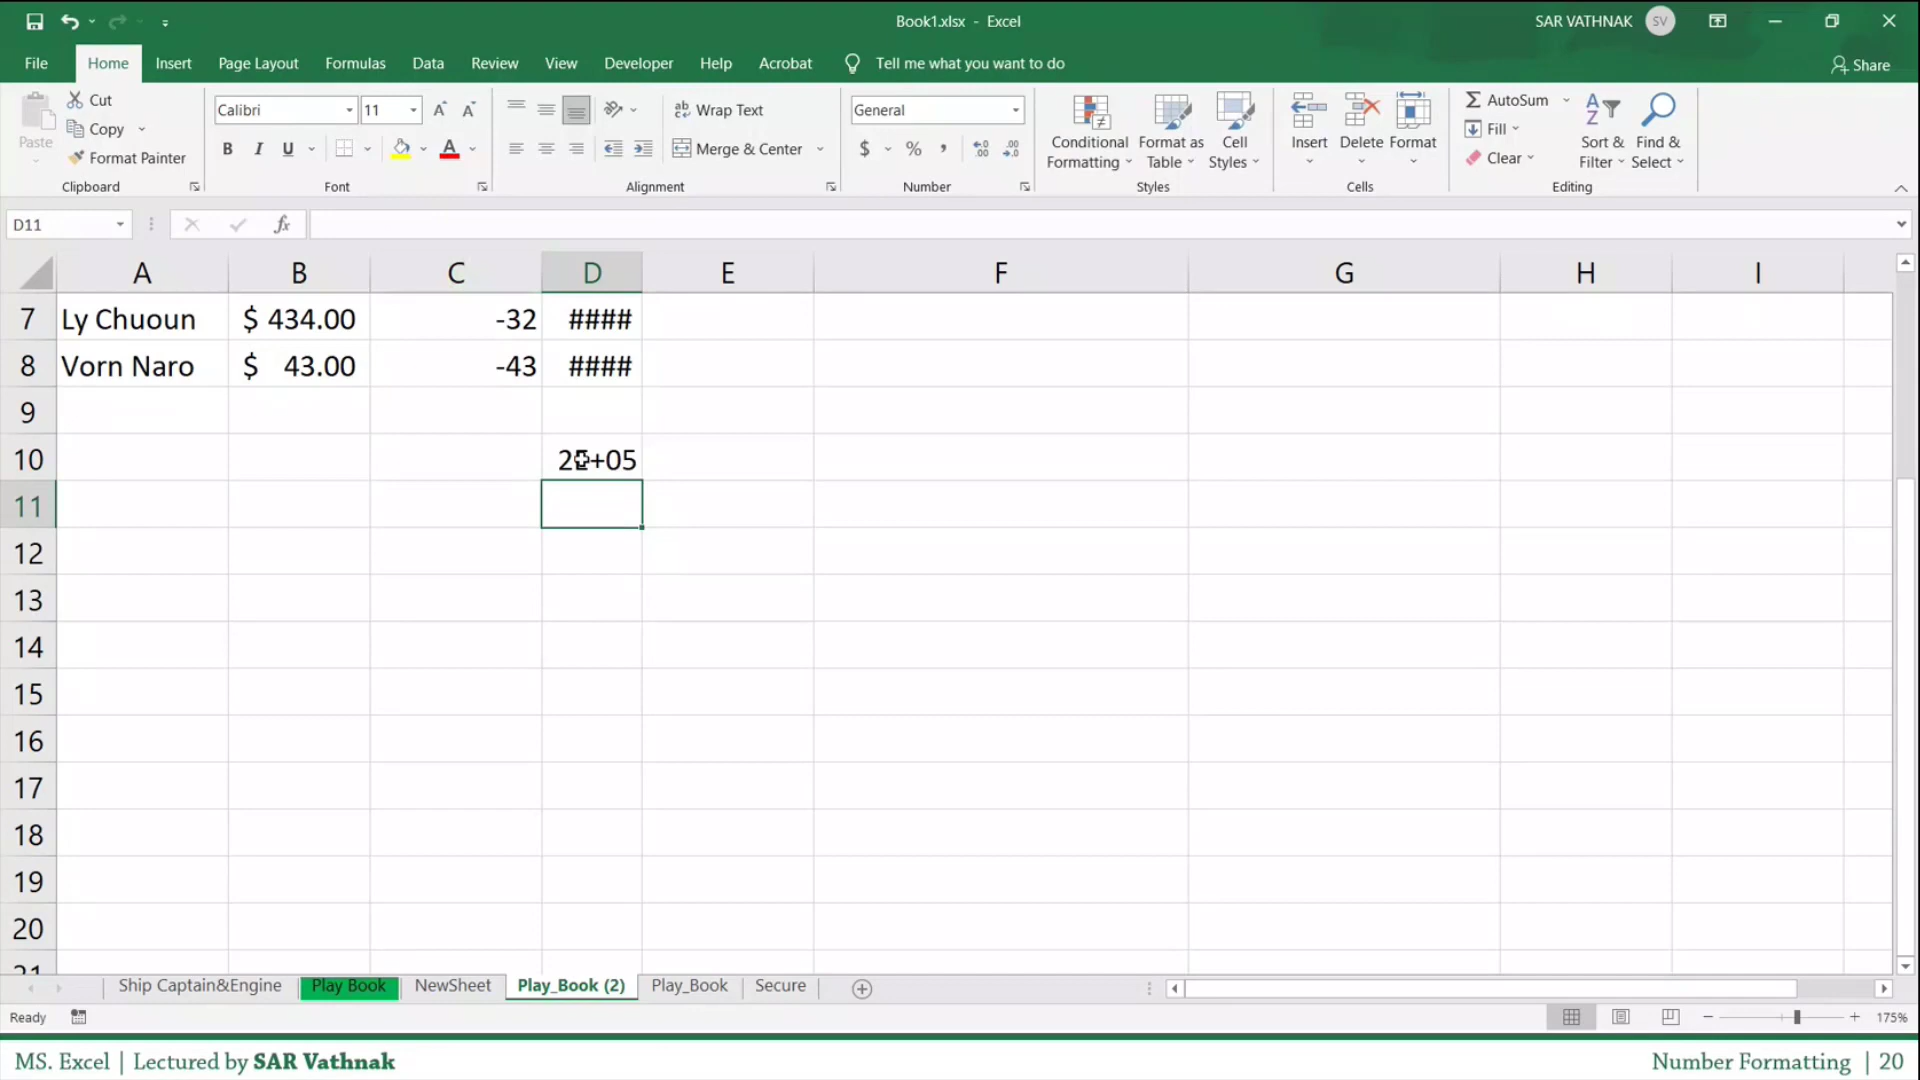 Book1.xlsx - Excel
SAR VATHNAK
SV
File
Home
Insert
Page Layout
Formulas
Data
Review
View
Developer
Help
Acrobat
Tell me what you want to do
Share
Paste
Cut
Copy
Format Painter
Clipboard
Calibri
11
B I U
Font
Wrap Text
Merge & Center
Alignment
General
$ % ,
Number
Conditional Formatting
Format as Table
Cell Styles
Styles
Insert
Delete
Format
Cells
AutoSum
Fill
Clear
Sort & Filter
Find & Select
Editing
D11
fx
A B C D E F G H I
7 Ly Chuoun $ 434.00 -32 ####
8 Vorn Naro $ 43.00 -43 ####
9
10 +05
11
12
13
14
15
16
17
18
19
20
21
Ship Captain&Engine
Play Book
NewSheet
Play_Book (2)
Play_Book
Secure
Ready
175%
MS. Excel | Lectured by SAR Vathnak
Number Formatting | 20